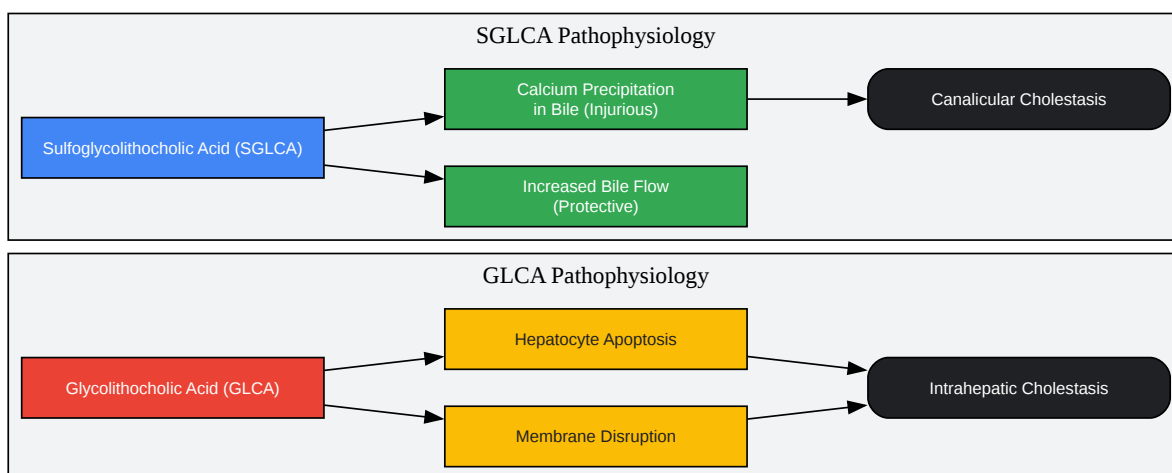 SGLCA Pathophysiology
Sulfoglycolithocholic Acid (SGLCA)
Calcium Precipitation
in Bile (Injurious)
Canalicular Cholestasis
Increased Bile Flow
(Protective)
GLCA Pathophysiology
Glycolithocholic Acid (GLCA)
Hepatocyte Apoptosis
Membrane Disruption
Intrahepatic Cholestasis